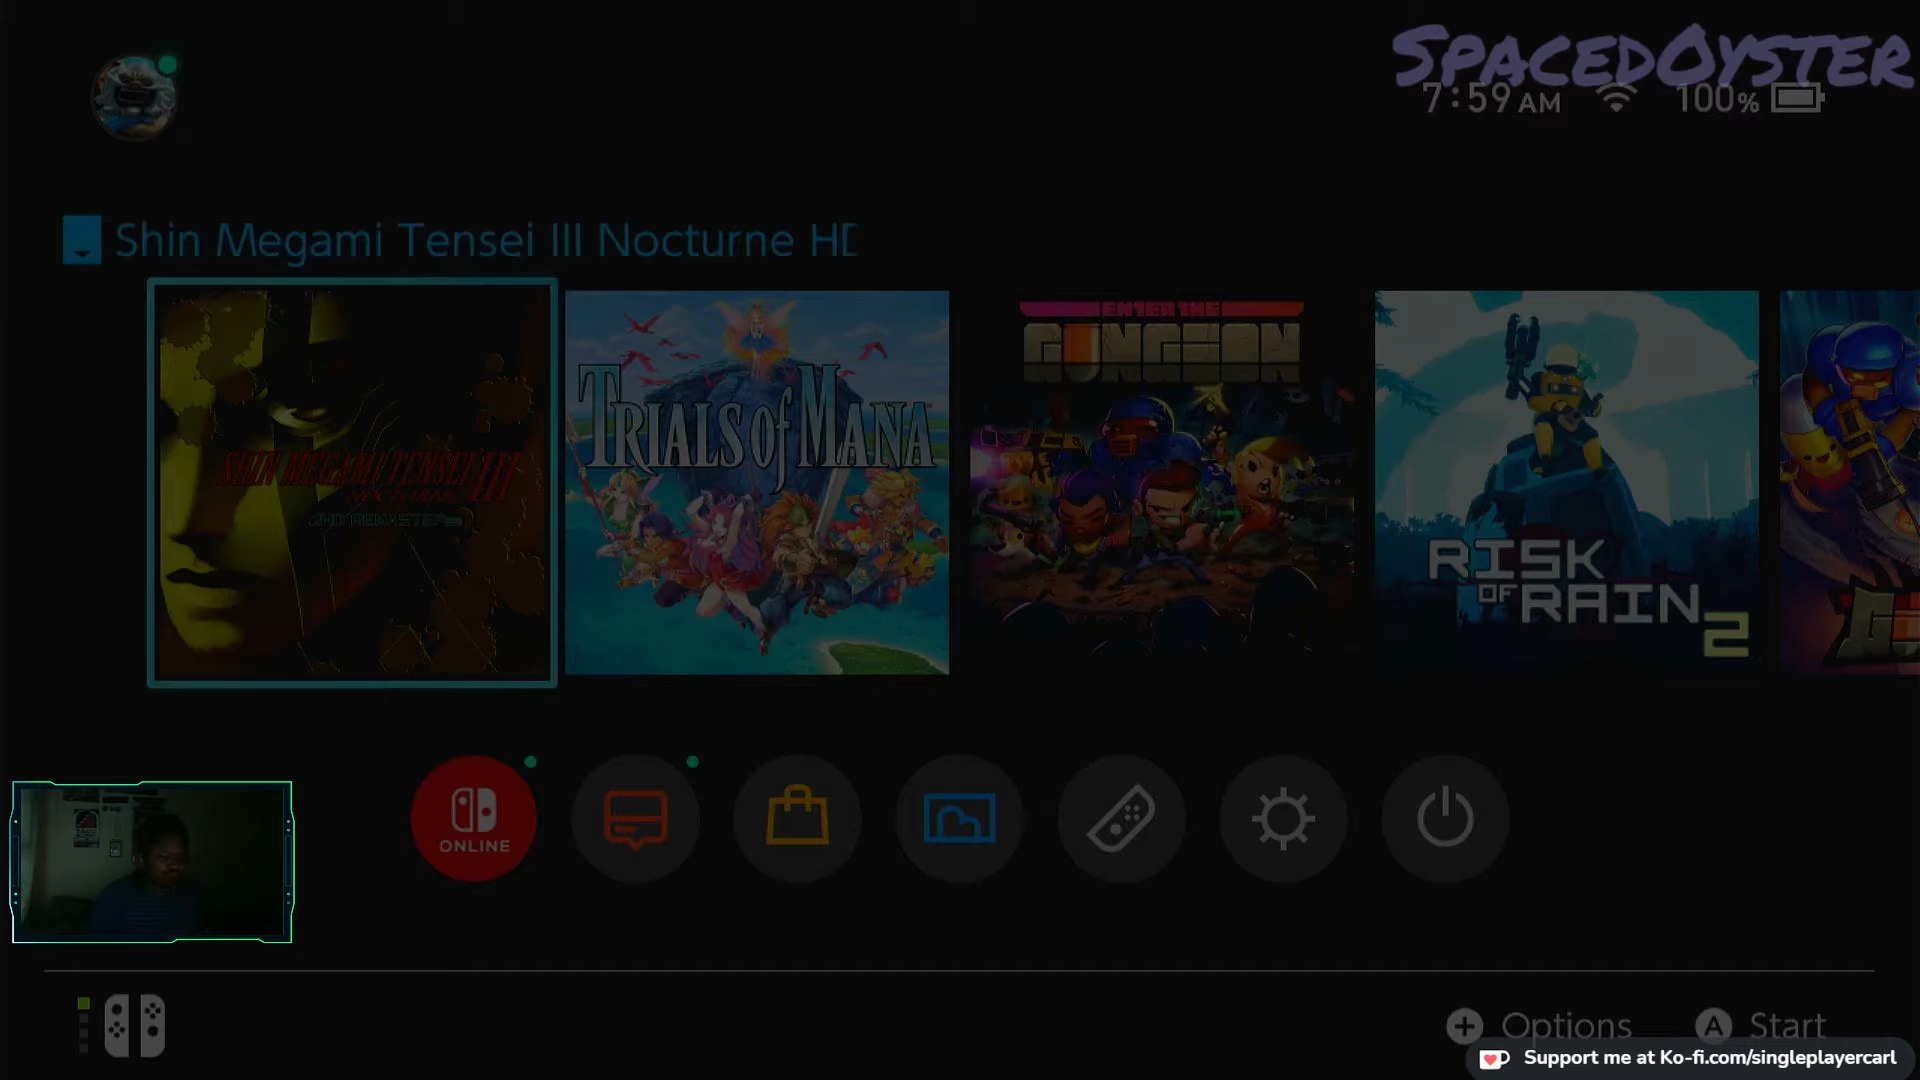 SPACEDOYSTER
7:59 AM 100%
Shin Megami Tensei III Nocturne HD
SHIN MEGAMI TENSEI III
NOCTURNE
HD REMASTER
TRIALS of MANA
ENTER THE
GUNGEON
RISK
OF RAIN
2
ONLINE
Options
Start
Support me at Ko-fi.com/singleplayercarl